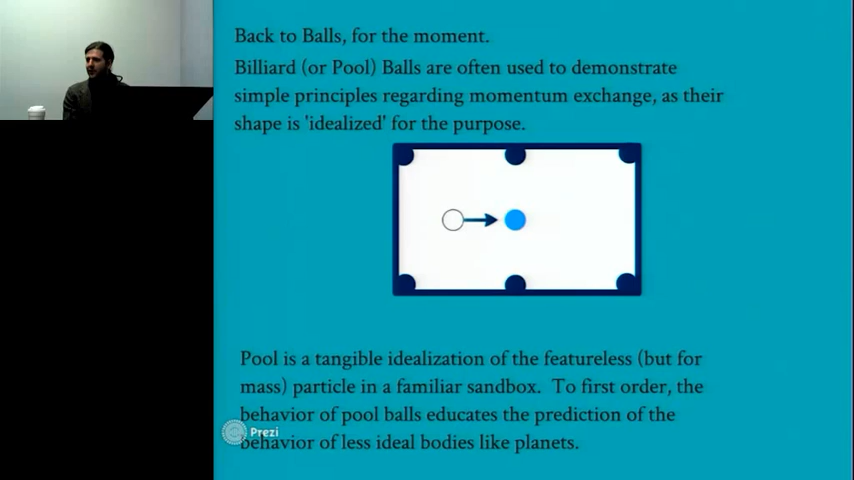 Back to Balls, for the moment.
Billiard (or Pool) Balls are often used to demonstrate
simple principles regarding momentum exchange, as their
shape is 'idealized' for the purpose.
Pool is a tangible idealization of the featureless (but for
mass) particle in a familiar sandbox. To first order, the
behavior of pool balls educates the prediction of the
Prezi
behavior of less ideal bodies like planets.